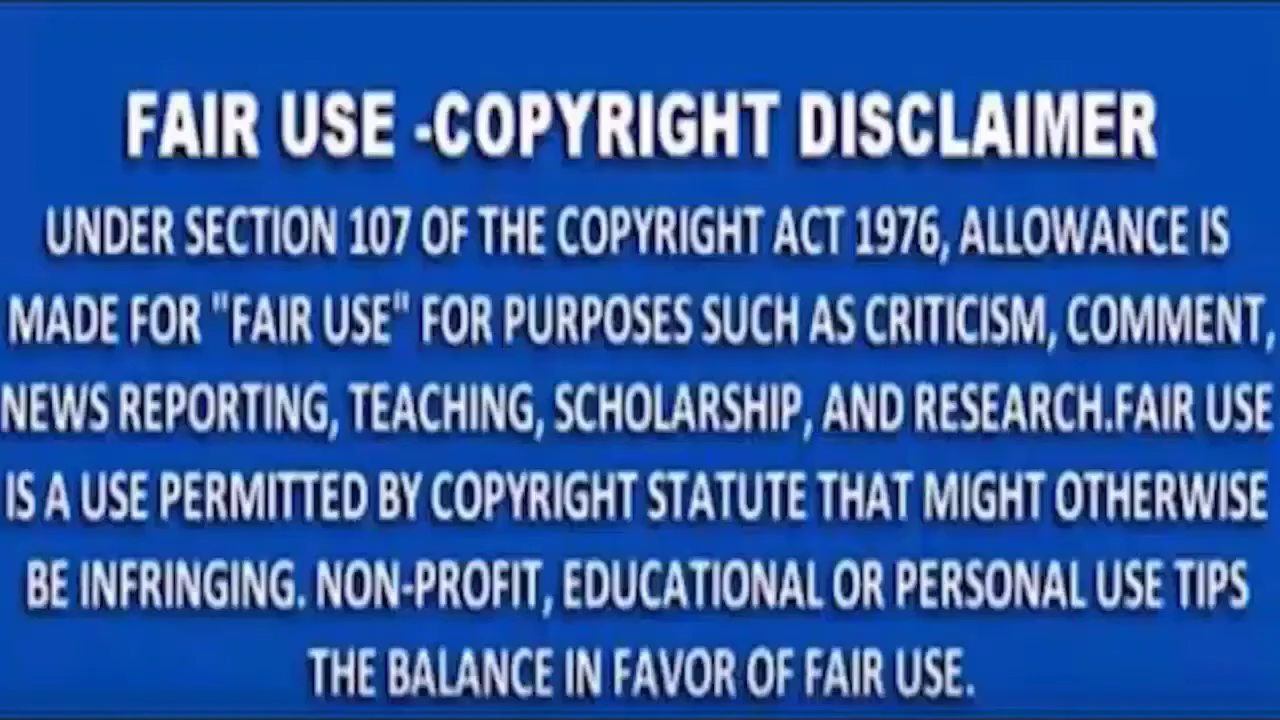 FAIR USE -COPYRIGHT DISCLAIMER
UNDER SECTION 107 OF THE COPYRIGHT ACT 1976, ALLOWANCE IS
MADE FOR "FAIR USE" FOR PURPOSES SUCH AS CRITICISM, COMMENT,
NEWS REPORTING, TEACHING, SCHOLARSHIP, AND RESEARCH.FAIR USE
IS A USE PERMITTED BY COPYRIGHT STATUTE THAT MIGHT OTHERWISE
BE INFRINGING. NON-PROFIT, EDUCATIONAL OR PERSONAL USE TIPS
THE BALANCE IN FAVOR OF FAIR USE.